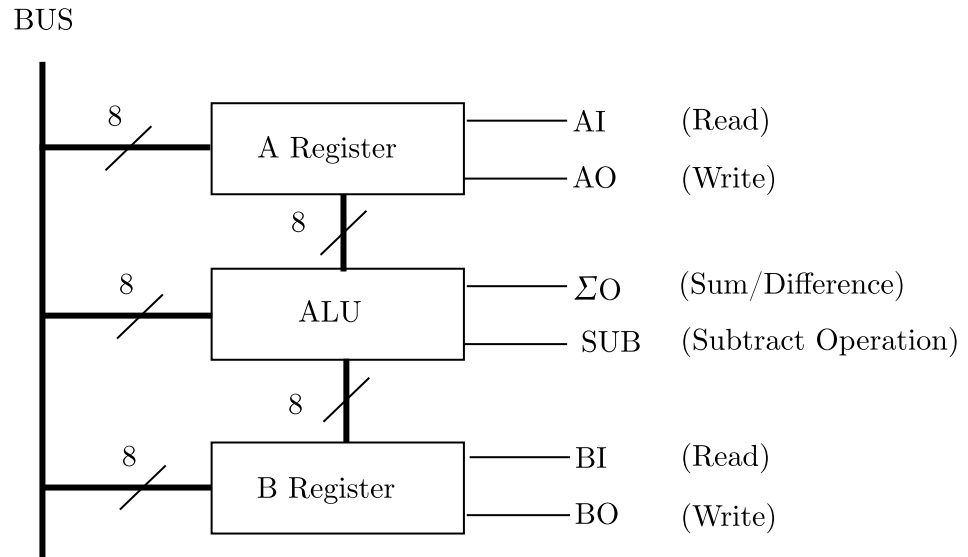 BUS
8 A Register AI (Read)
AO (Write)
8
8 ALU ΣO (Sum/Difference)
SUB (Subtract Operation)
8
8 B Register BI (Read)
BO (Write)